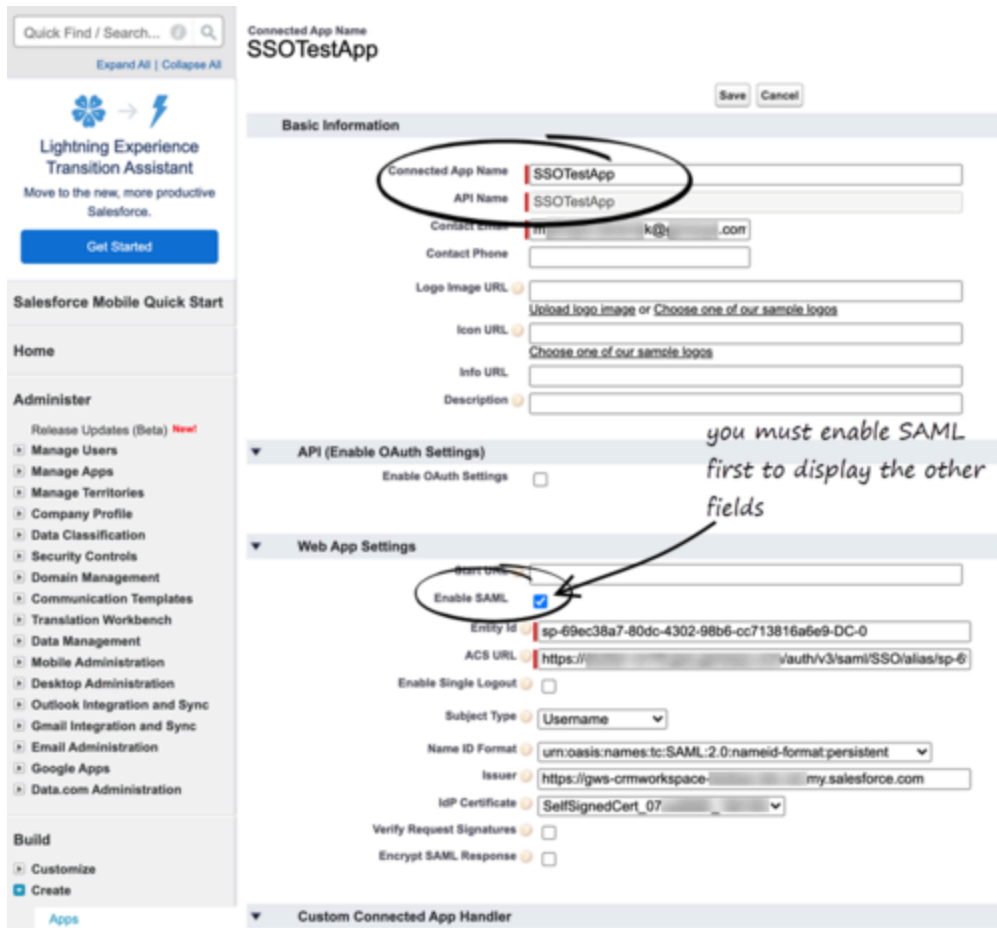 Quick Find / Search...
Expand All | Collapse All
Lightning Experience
Transition Assistant
Move to the new, more productive
Salesforce.
Get Started
Salesforce Mobile Quick Start
Home
Administer
Release Updates (Beta) New!
Manage Users
Manage Apps
Manage Territories
Company Profile
Data Classification
Security Controls
Domain Management
Communication Templates
Translation Workbench
Data Management
Mobile Administration
Desktop Administration
Outlook Integration and Sync
Gmail Integration and Sync
Email Administration
Google Apps
Data.com Administration
Build
Customize
Create
Apps
Connected App Name
SSOTestApp
Save Cancel
Basic Information
Connected App Name SSOTestApp
API Name SSOTestApp
Contact Email m k@ .com
Contact Phone
Logo Image URL
Upload logo image or Choose one of our sample logos
Icon URL
Choose one of our sample logos
Info URL
Description
you must enable SAML
first to display the other
fields
API (Enable OAuth Settings)
Enable OAuth Settings
Web App Settings
Start URL
Enable SAML
Entity Id sp-69ec38a7-80dc-4302-98b6-cc713816a6e9-DC-0
ACS URL https:// /auth/v3/saml/SSO/alias/sp-6
Enable Single Logout
Subject Type Username
Name ID Format urn:oasis:names:tc:SAML:2.0:nameid-format:persistent
Issuer https://gws-crmworkspace- my.salesforce.com
IdP Certificate SelfSignedCert_07 _
Verify Request Signatures
Encrypt SAML Response
Custom Connected App Handler